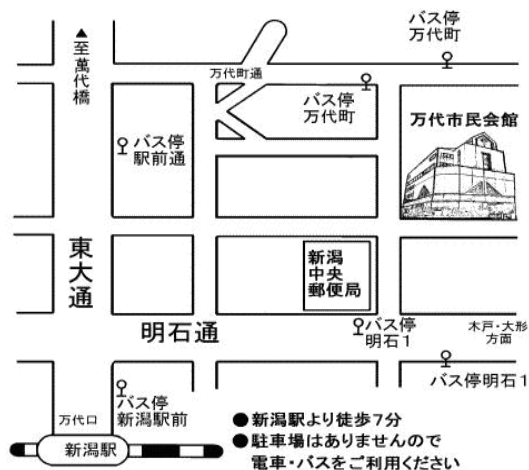 バス停
万代町
▲至萬代橋
万代町通
バス停
万代町
万代市民会館
バス停
駅前通
東大通
新潟
中央
郵便局
明石通
バス停
明石1
木戸・大形
方面
バス停明石1
バス停
新潟駅前
万代口
新潟駅
●新潟駅より徒歩7分
●駐車場はありませんので
電車・バスをご利用ください